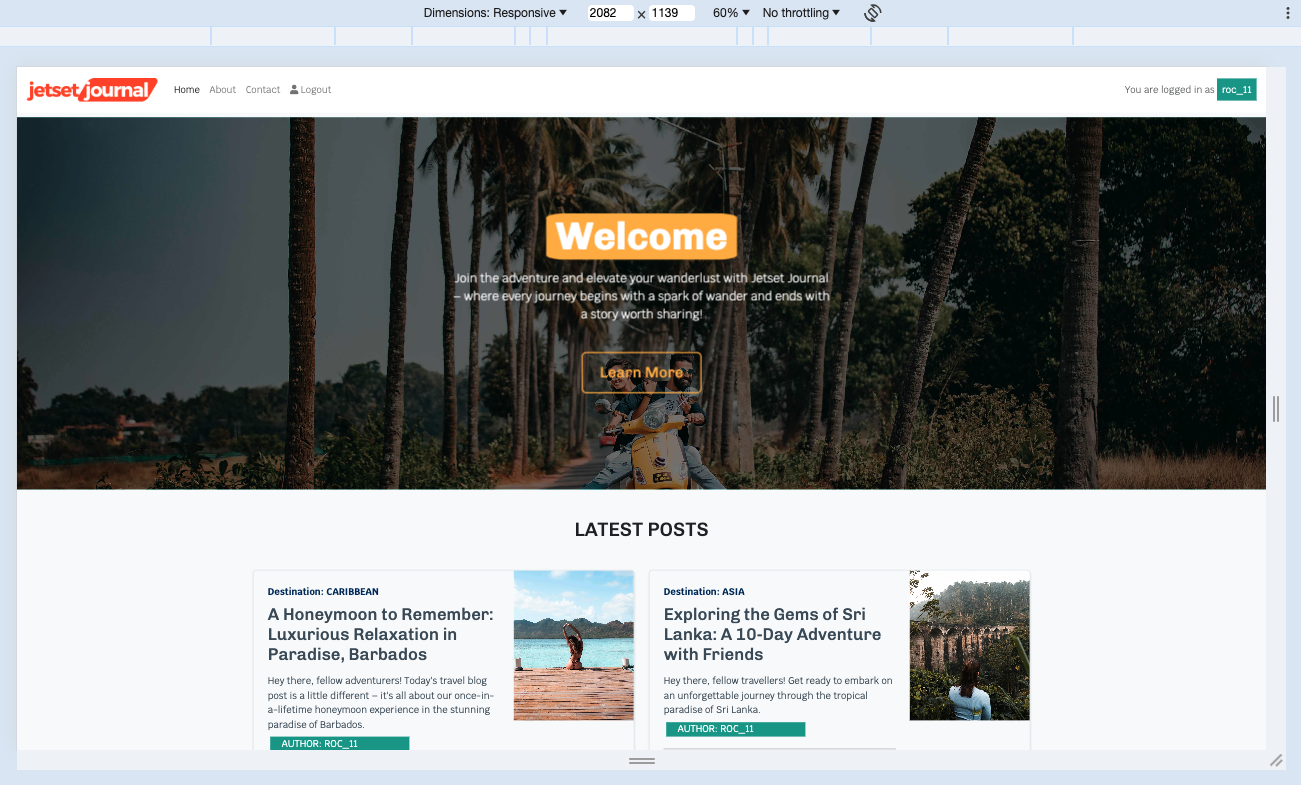 Dimensions: Responsive 2082 × 1139 60% No throttling
jetset journal Home About Contact Logout You are logged in as roc_11
Welcome
Join the adventure and elevate your wanderlust with Jetset Journal
– where every journey begins with a spark of wander and ends with
a story worth sharing!
Learn More
LATEST POSTS
Destination: CARIBBEAN
A Honeymoon to Remember:
Luxurious Relaxation in
Paradise, Barbados
Hey there, fellow adventurers! Today's travel blog
post is a little different – it's all about our once-in-
a-lifetime honeymoon experience in the stunning
paradise of Barbados.
AUTHOR: ROC_11
Destination: ASIA
Exploring the Gems of Sri
Lanka: A 10-Day Adventure
with Friends
Hey there, fellow travellers! Get ready to embark on
an unforgettable journey through the tropical
paradise of Sri Lanka.
AUTHOR: ROC_11